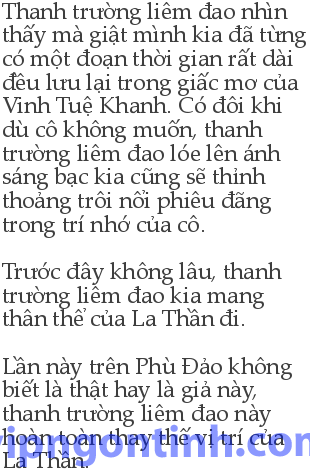 Thanh trường liêm đao nhìn
thấy mà giật mình kia đã từng
có một đoạn thời gian rất dài
đều lưu lại trong giấc mơ của
Vinh Tuệ Khanh. Có đôi khi
dù cô không muốn, thanh
trường liêm đao lóe lên ánh
sáng bạc kia cũng sẽ thỉnh
thoảng trôi nổi phiêu đãng
trong trí nhớ của cô.
Trước đây không lâu, thanh
trường liêm đao kia mang
thân thể của La Thần đi.
Lần này trên Phù Đảo không
biết là thật hay là giả này,
thanh trường liêm đao này
hoàn toàn thay thế vị trí của
La Thần.